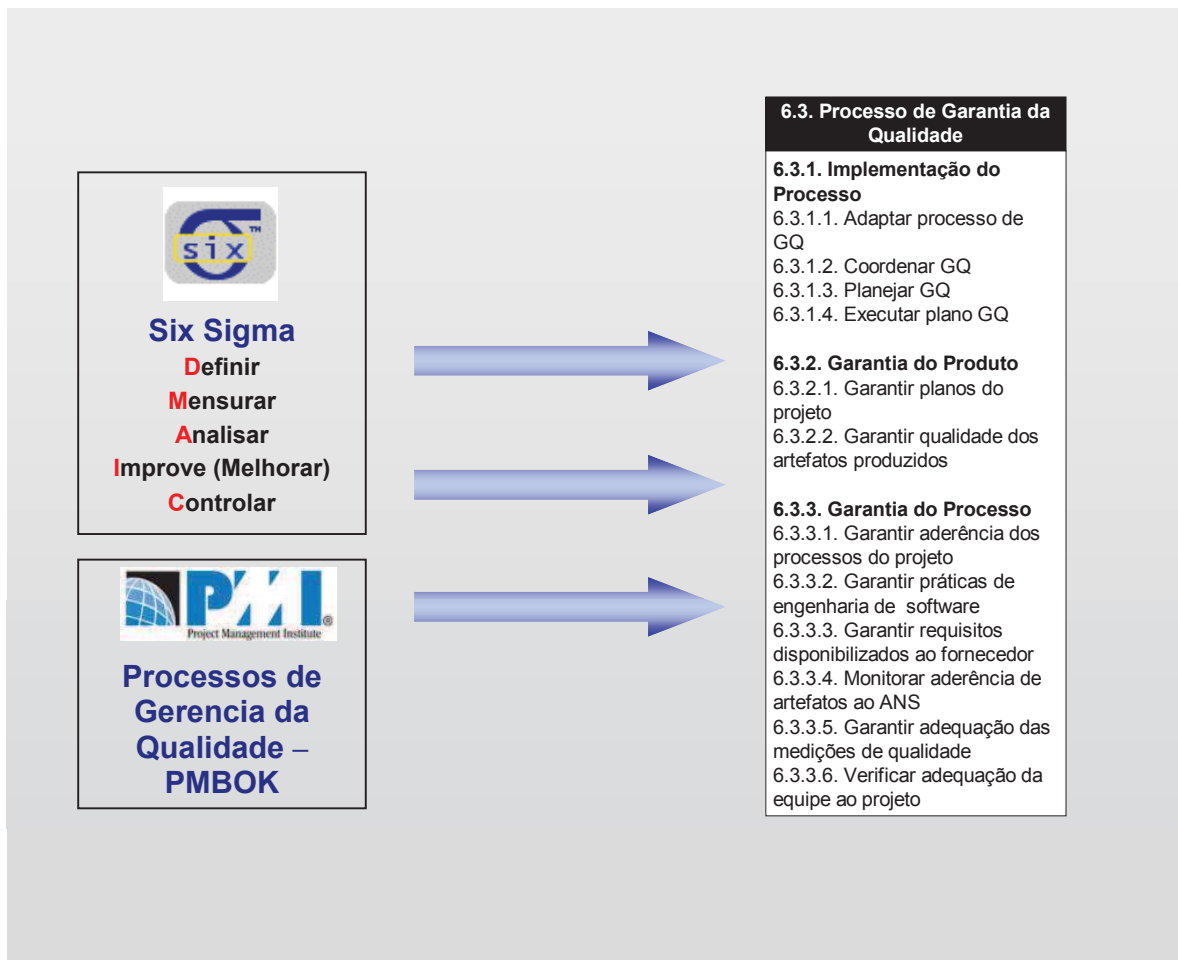 six
TM
Six Sigma
Definir
Mensurar
Analisar
Improve (Melhorar)
Controlar
PMI
®
Project Management Institute
Processos de
Gerencia da
Qualidade –
PMBOK
6.3. Processo de Garantia da
Qualidade
6.3.1. Implementação do
Processo
6.3.1.1. Adaptar processo de
GQ
6.3.1.2. Coordenar GQ
6.3.1.3. Planejar GQ
6.3.1.4. Executar plano GQ
6.3.2. Garantia do Produto
6.3.2.1. Garantir planos do
projeto
6.3.2.2. Garantir qualidade dos
artefatos produzidos
6.3.3. Garantia do Processo
6.3.3.1. Garantir aderência dos
processos do projeto
6.3.3.2. Garantir práticas de
engenharia de software
6.3.3.3. Garantir requisitos
disponibilizados ao fornecedor
6.3.3.4. Monitorar aderência de
artefatos ao ANS
6.3.3.5. Garantir adequação das
medições de qualidade
6.3.3.6. Verificar adequação da
equipe ao projeto